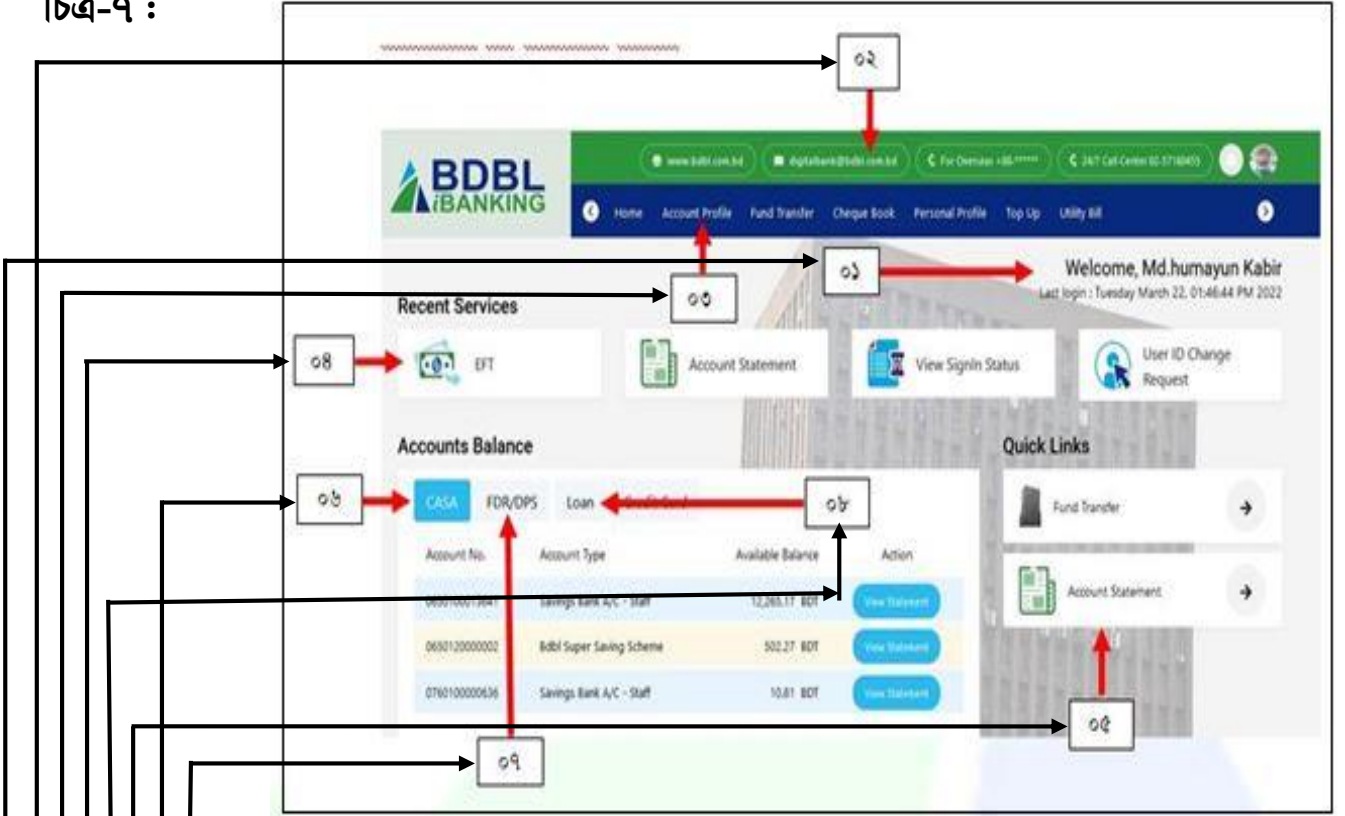 চিত্র-৭ :
০২
BDBL
iBANKING
www.bdbl.com.bd digitalbank@bdbl.com.bd For Overseas +88-****** 24/7 Call Center
Home Account Profile Fund Transfer Cheque Book Personal Profile Top Up Utility Bill
০১
Welcome, Md.humayun Kabir
Last login : Tuesday March 22, 01:46:44 PM 2022
০৩
Recent Services
০৪
EFT
Account Statement
View Signin Status
User ID Change
Request
Accounts Balance
Quick Links
০৬
CASA FDR/DPS Loan Credit Card
০৮
Fund Transfer
Account No. Account Type Available Balance Action
Savings Bank A/C - Staff 12,265.17 BDT View Statement
Account Statement
0650120000002 Bdbl Super Saving Scheme 502.27 BDT View Statement
0760100000636 Savings Bank A/C - Staff 10.81 BDT View Statement
০৫
০৭